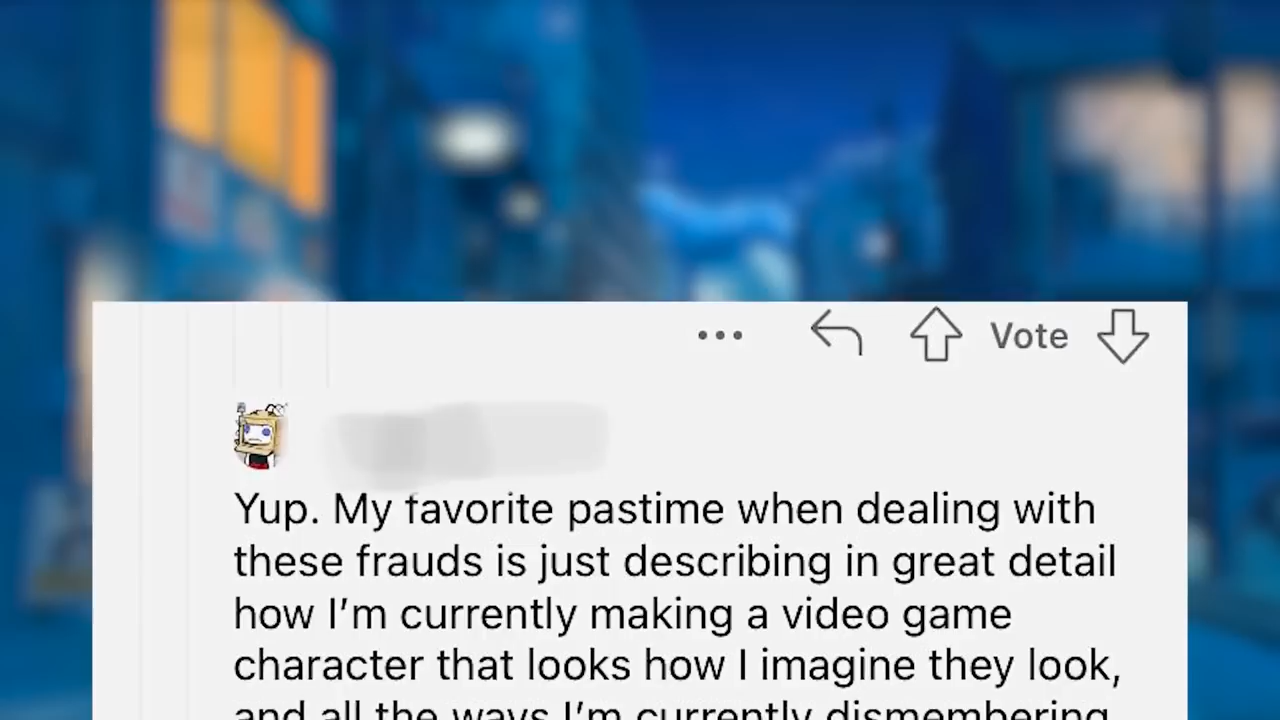 Vote
Yup. My favorite pastime when dealing with
these frauds is just describing in great detail
how I’m currently making a video game
character that looks how I imagine they look,
and all the ways I’m currently dismembering